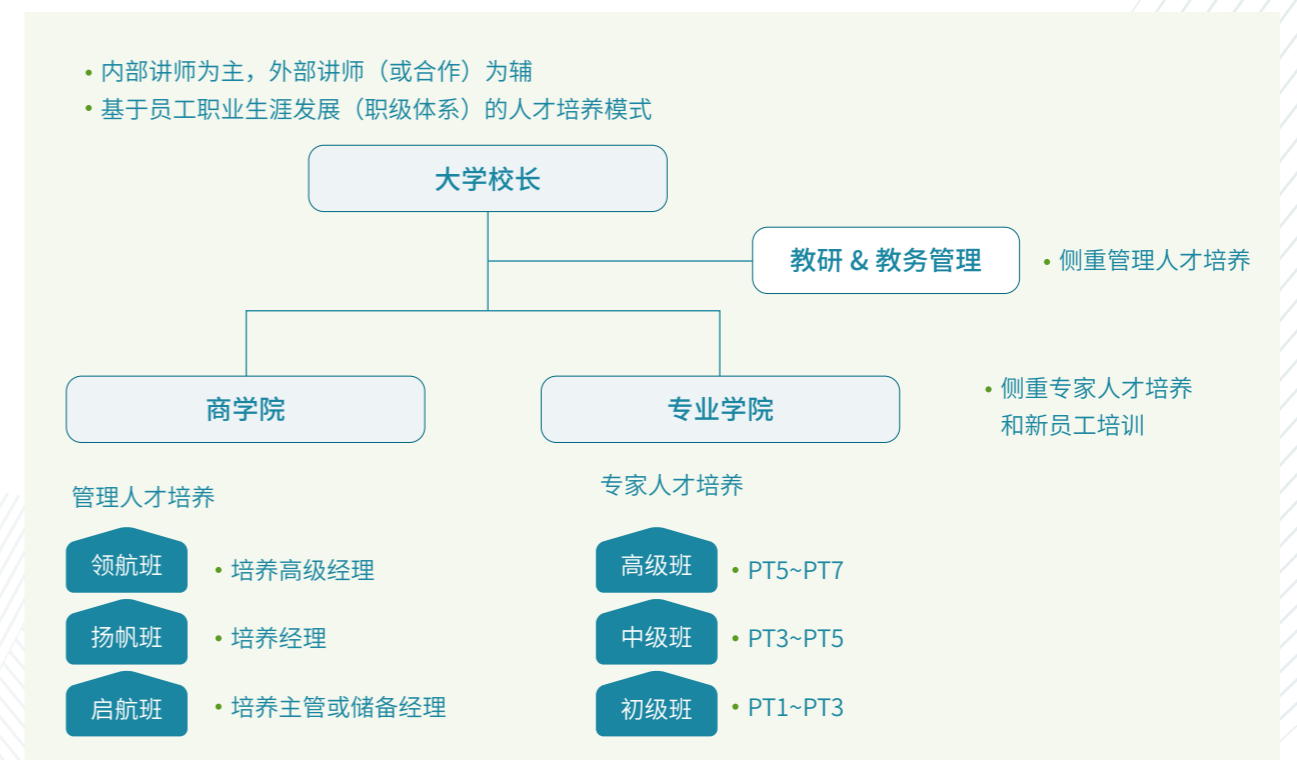 • 内部讲师为主，外部讲师（或合作）为辅
• 基于员工职业生涯发展（职级体系）的人才培养模式
大学校长
教研 & 教务管理
• 侧重管理人才培养
商学院
专业学院
• 侧重专家人才培养
和新员工培训
管理人才培养
领航班
• 培养高级经理
扬帆班
• 培养经理
启航班
• 培养主管或储备经理
专家人才培养
高级班
• PT5~PT7
中级班
• PT3~PT5
初级班
• PT1~PT3